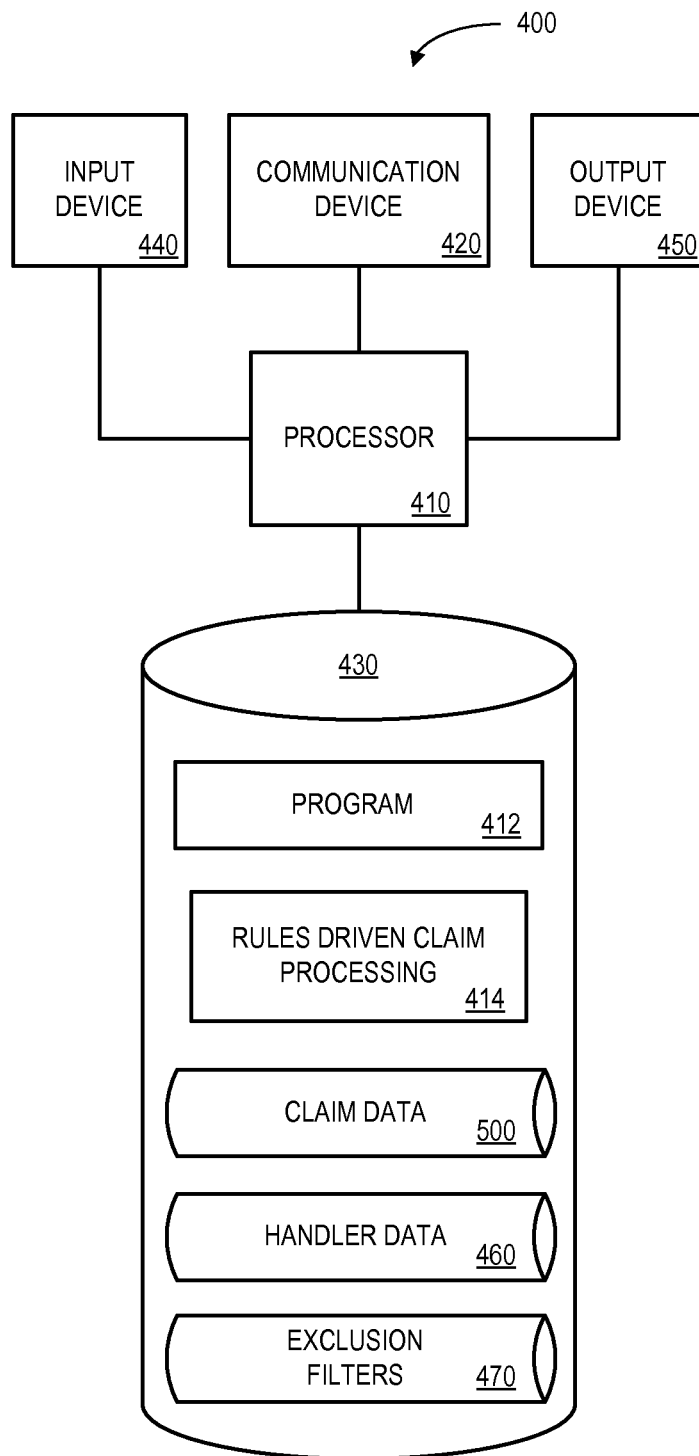 400
INPUT
DEVICE
440
COMMUNICATION
DEVICE
420
OUTPUT
DEVICE
450
PROCESSOR
410
430
PROGRAM
412
RULES DRIVEN CLAIM
PROCESSING
414
CLAIM DATA
500
HANDLER DATA
460
EXCLUSION
FILTERS
470